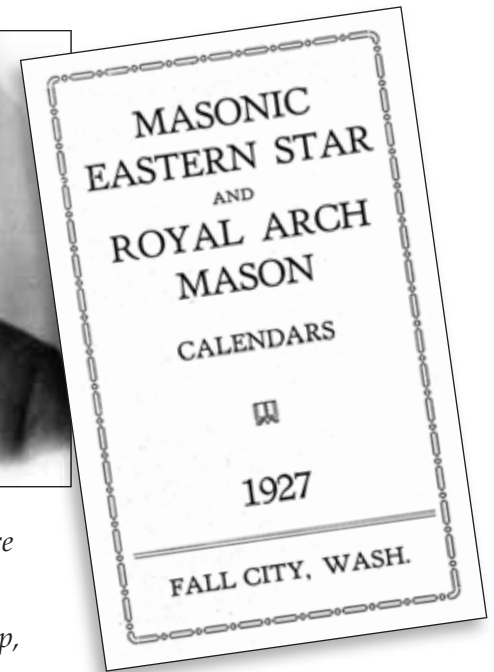 MASONIC
EASTERN STAR
AND
ROYAL ARCH
MASON
CALENDARS
1927
FALL CITY, WASH.